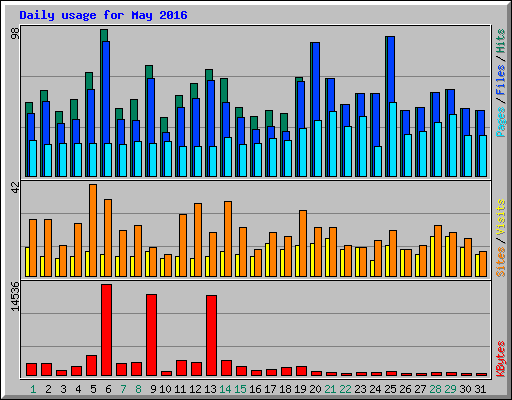 Daily usage for May 2016
98
Pages / Files / Hits
42
Sites / Visits
14536
KBytes
1 2 3 4 5 6 7 8 9 10 11 12 13 14 15 16 17 18 19 20 21 22 23 24 25 26 27 28 29 30 31